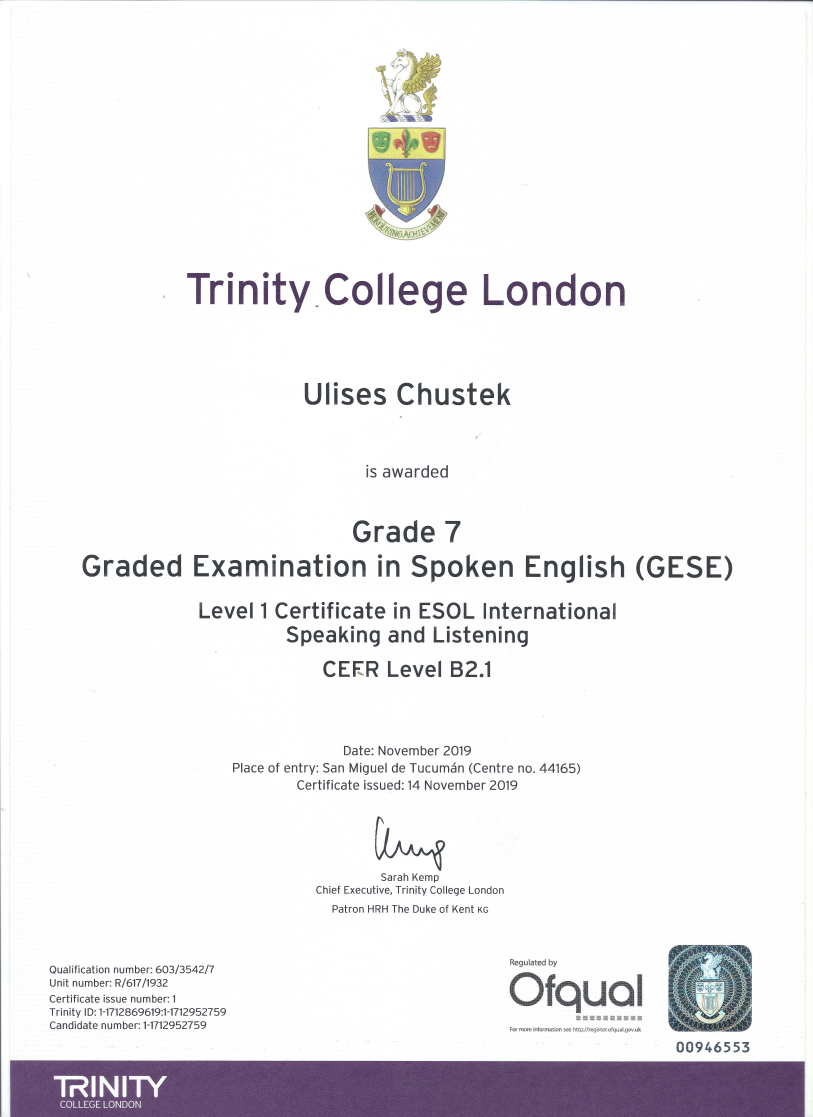 HONOURING ACHIEVEMENT
Trinity College London
Ulises Chustek
is awarded
Grade 7
Graded Examination in Spoken English (GESE)
Level 1 Certificate in ESOL International
Speaking and Listening
CEFR Level B2.1
Date: November 2019
Place of entry: San Miguel de Tucumán (Centre no. 44165)
Certificate issued: 14 November 2019
Sarah Kemp
Chief Executive, Trinity College London
Patron HRH The Duke of Kent KG
Qualification number: 603/3542/7
Unit number: R/617/1932
Certificate issue number: 1
Trinity ID: 1-1712869619:1-1712952759
Candidate number: 1-1712952759
Regulated by
Ofqual
For more information see http://register.ofqual.gov.uk
00946553
TRINITY
COLLEGE LONDON